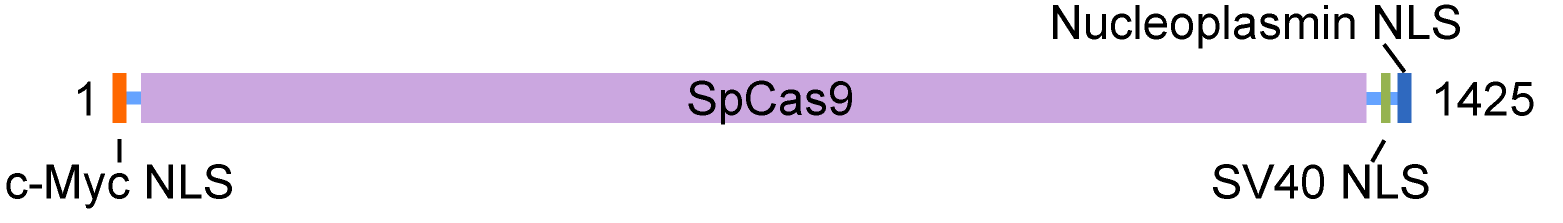 Nucleoplasmin NLS
1 SpCas9 1425
c-Myc NLS SV40 NLS